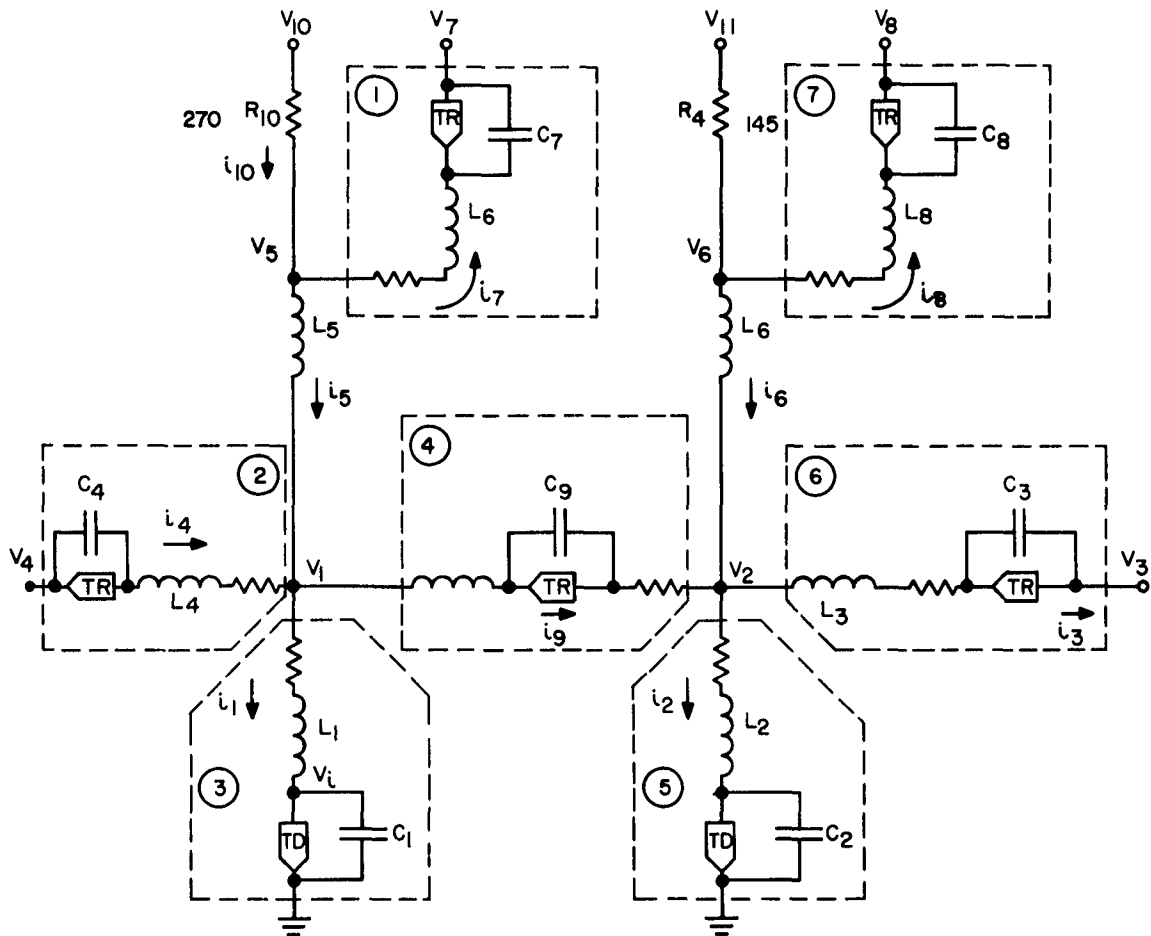 V10 V7 V11 V8
1 7
270 R10 TR C7 R4 145 TR C8
i10
L6 L8
V5 V6
i7 i8
L5 L6
i5 i6
4
2 6
C4 C9 C3
i4
V4 TR L4 V1 TR V2 L3 TR V3
i9 i3
i1 i2
L1 L2
3 Vi 5
TD C1 TD C2